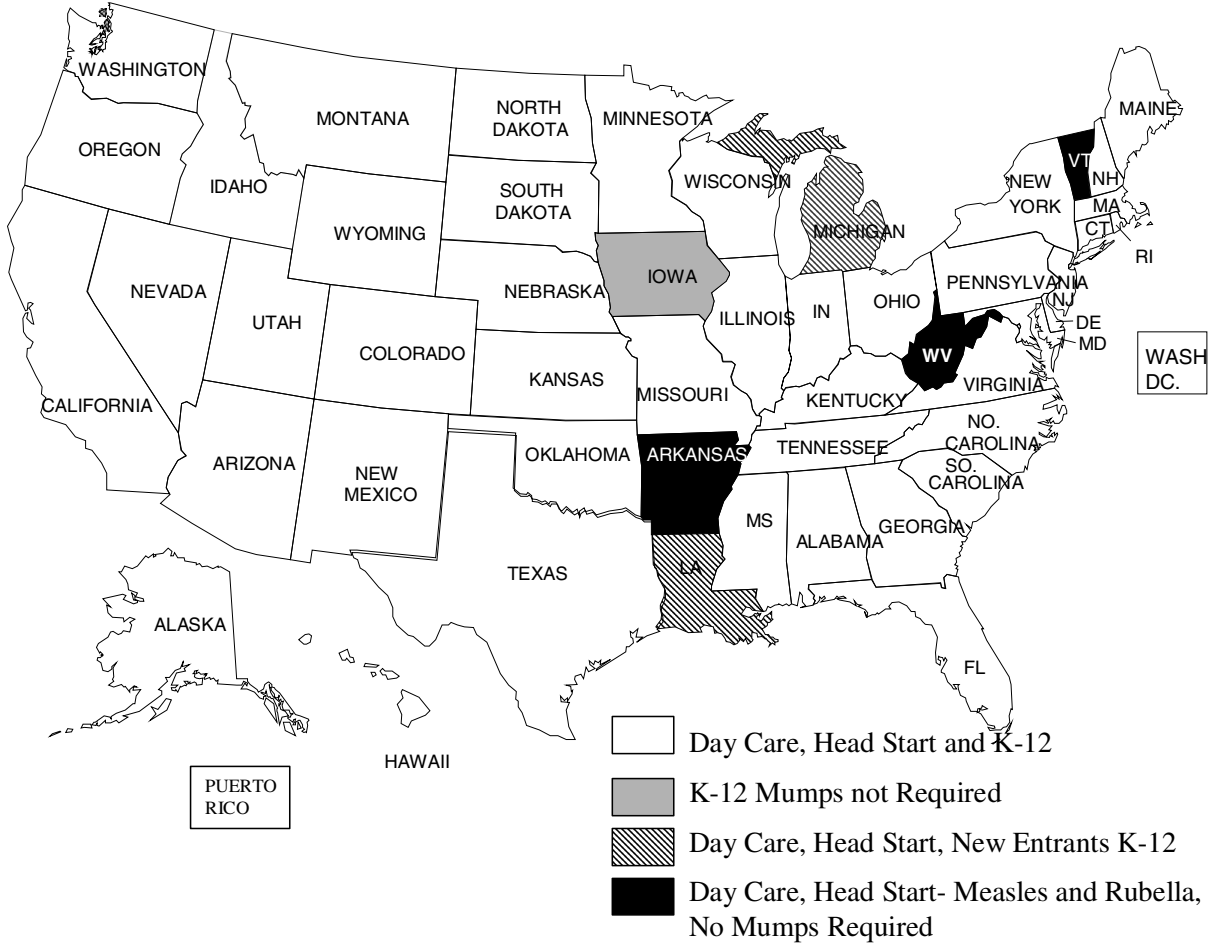 WASHINGTON
MONTANA
NORTH
DAKOTA
MINNESOTA
MAINE
OREGON
IDAHO
SOUTH
DAKOTA
WISCONSIN
VT
NH
NEW
YORK
MA
CT
RI
WYOMING
MICHIGAN
IOWA
NEBRASKA
NEVADA
UTAH
COLORADO
ILLINOIS
IN
OHIO
PENNSYLVANIA
NJ
DE
MD
WASH
DC.
WV
VIRGINIA
KANSAS
MISSOURI
KENTUCKY
CALIFORNIA
ARIZONA
NEW
MEXICO
OKLAHOMA
ARKANSAS
TENNESSEE
NO.
CAROLINA
SO.
CAROLINA
MS
ALABAMA
GEORGIA
TEXAS
LA
FL
ALASKA
HAWAII
PUERTO
RICO
Day Care, Head Start and K-12
K-12 Mumps not Required
Day Care, Head Start, New Entrants K-12
Day Care, Head Start- Measles and Rubella,
No Mumps Required